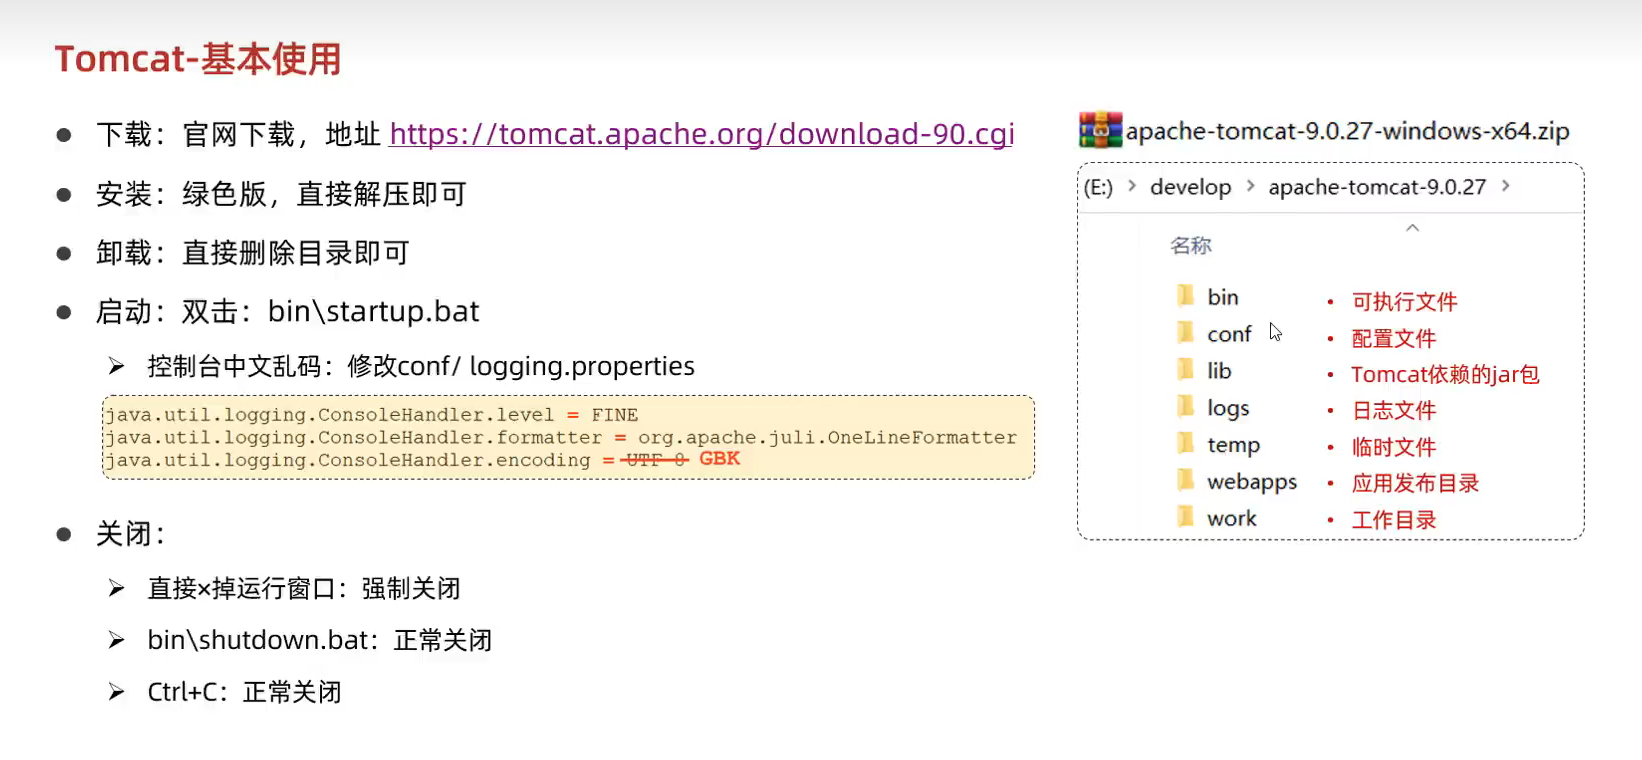 Tomcat-基本使用
下载：官网下载，地址 https://tomcat.apache.org/download-90.cgi
安装：绿色版，直接解压即可
卸载：直接删除目录即可
启动：双击：bin\startup.bat
控制台中文乱码：修改conf/ logging.properties
java.util.logging.ConsoleHandler.level = FINE
java.util.logging.ConsoleHandler.formatter = org.apache.juli.OneLineFormatter
java.util.logging.ConsoleHandler.encoding = UTF-8 GBK
关闭：
直接×掉运行窗口：强制关闭
bin\shutdown.bat：正常关闭
Ctrl+C：正常关闭
apache-tomcat-9.0.27-windows-x64.zip
(E:) > develop > apache-tomcat-9.0.27 >
名称
bin • 可执行文件
conf • 配置文件
lib • Tomcat依赖的jar包
logs • 日志文件
temp • 临时文件
webapps • 应用发布目录
work • 工作目录